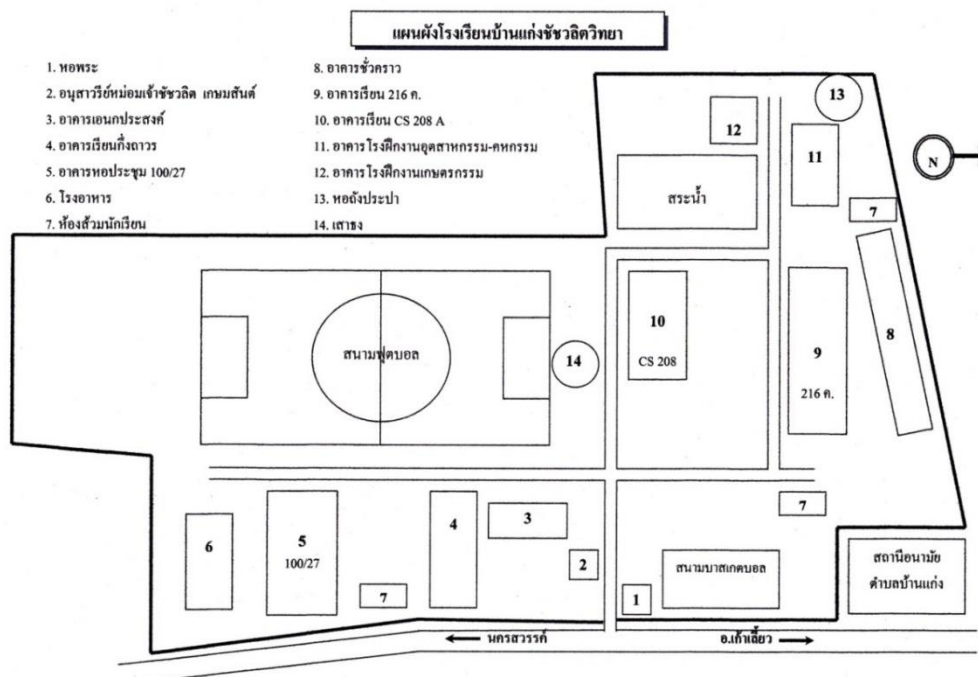 แผนผังโรงเรียนบ้านแก่งชัชวลิตวิทยา
1. หอพระ
2. อนุสาวรีย์หม่อมเจ้าชัชวลิต เกษมสันต์
3. อาคารเอนกประสงค์
4. อาคารเรียนกึ่งถาวร
5. อาคารหอประชุม 100/27
6. โรงอาหาร
7. ห้องส้วมนักเรียน
8. อาคารชั่วคราว
9. อาคารเรียน 216 ค.
10. อาคารเรียน CS 208 A
11. อาคารโรงฝึกงานอุตสาหกรรม-คหกรรม
12. อาคารโรงฝึกงานเกษตรกรรม
13. หอถังประปา
14. เสาธง
13
12
11
N
สระน้ำ
7
10
CS 208
8
สนามฟุตบอล
14
9
216 ค.
7
4
3
6
5
100/27
2
สนามบาสเกตบอล
สถานีอนามัย
ตำบลบ้านแก่ง
7
1
นครสวรรค์
อ.เก้าเลี้ยว